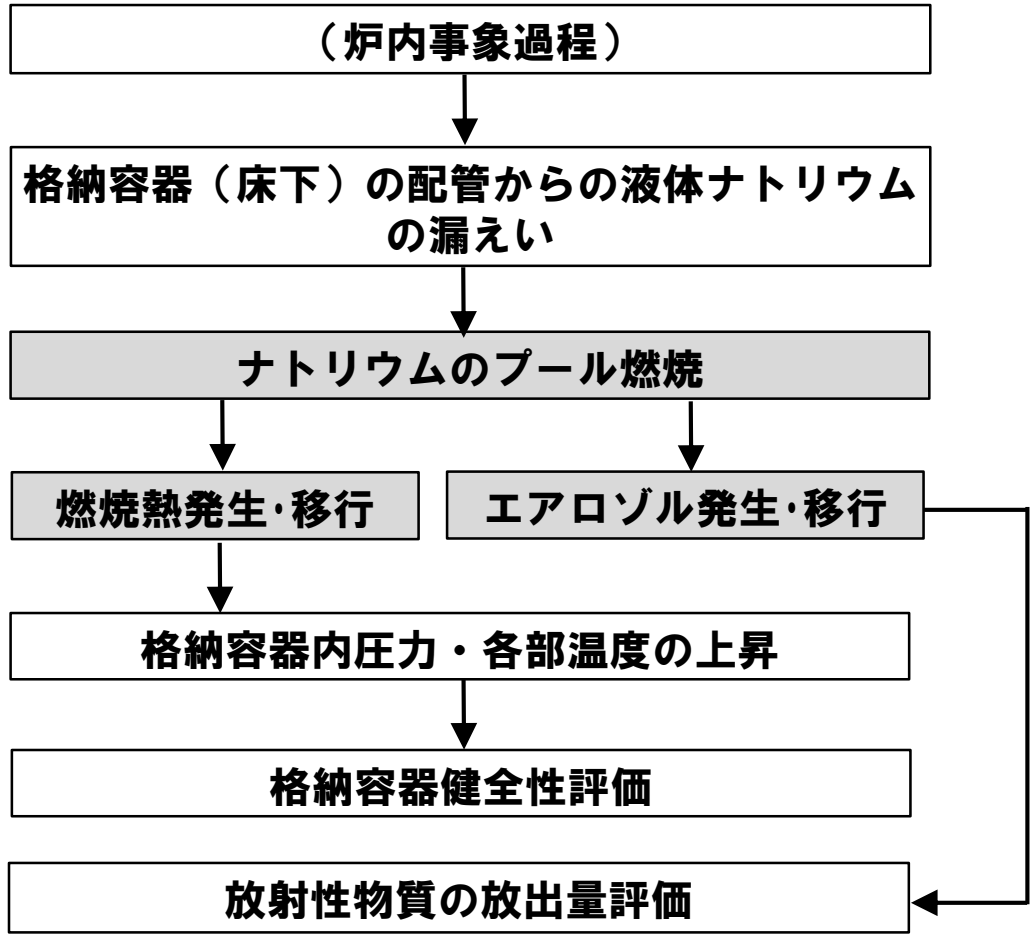 （炉内事象過程）
格納容器（床下）の配管からの液体ナトリウム
の漏えい
ナトリウムのプール燃焼
燃焼熱発生･移行
エアロゾル発生･移行
格納容器内圧力・各部温度の上昇
格納容器健全性評価
放射性物質の放出量評価